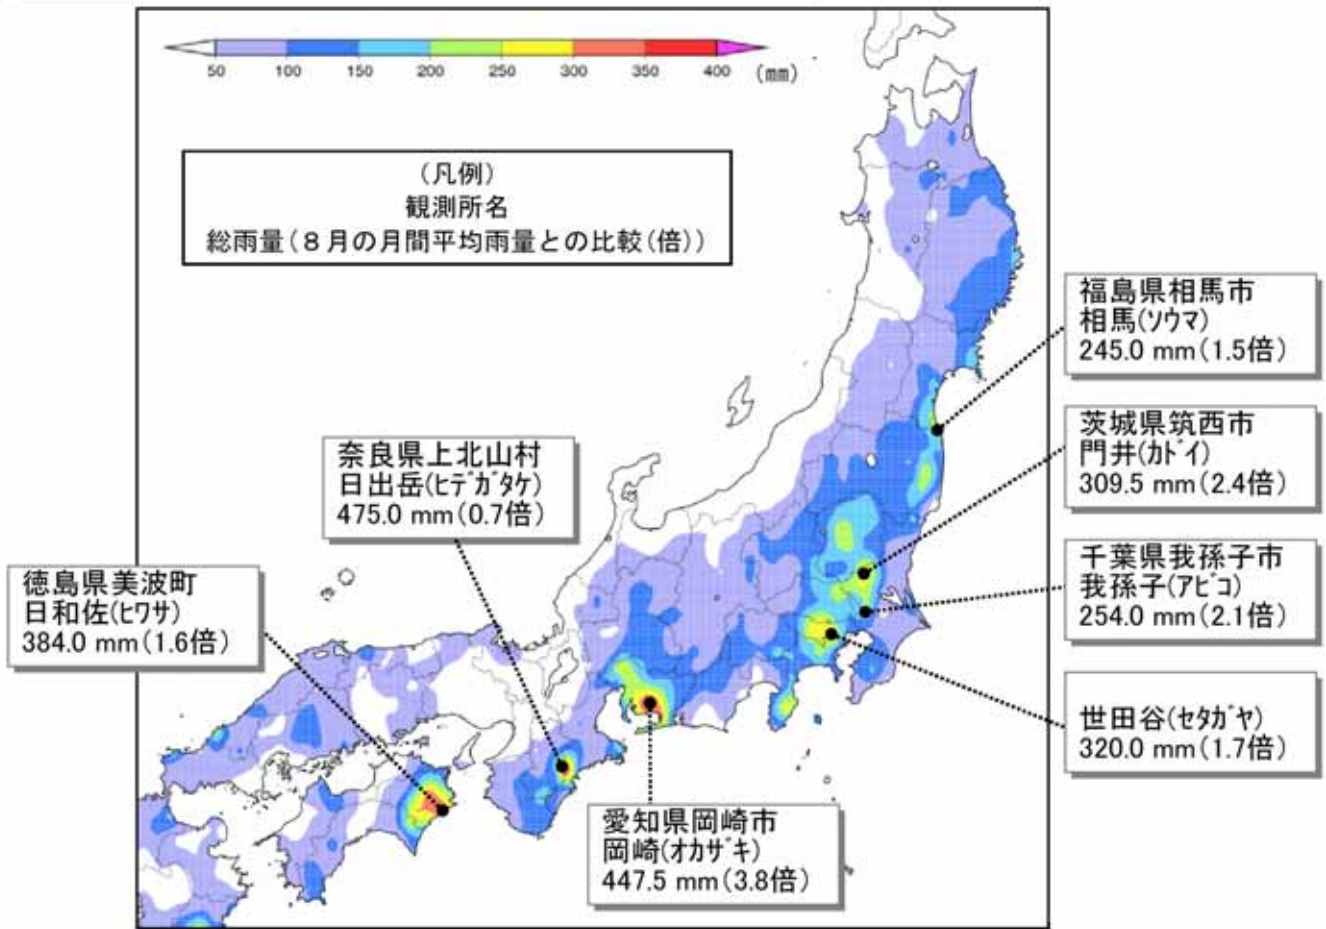 50 100 150 200 250 300 350 400 (mm)
(凡例)
観測所名
総雨量(8月の月間平均雨量との比較(倍))
福島県相馬市
相馬(ソウマ)
245.0 mm(1.5倍)
茨城県筑西市
門井(カドイ)
309.5 mm(2.4倍)
奈良県上北山村
日出岳(ヒデガタケ)
475.0 mm(0.7倍)
千葉県我孫子市
我孫子(アビコ)
254.0 mm(2.1倍)
徳島県美波町
日和佐(ヒワサ)
384.0 mm(1.6倍)
世田谷(セタガヤ)
320.0 mm(1.7倍)
愛知県岡崎市
岡崎(オカザキ)
447.5 mm(3.8倍)